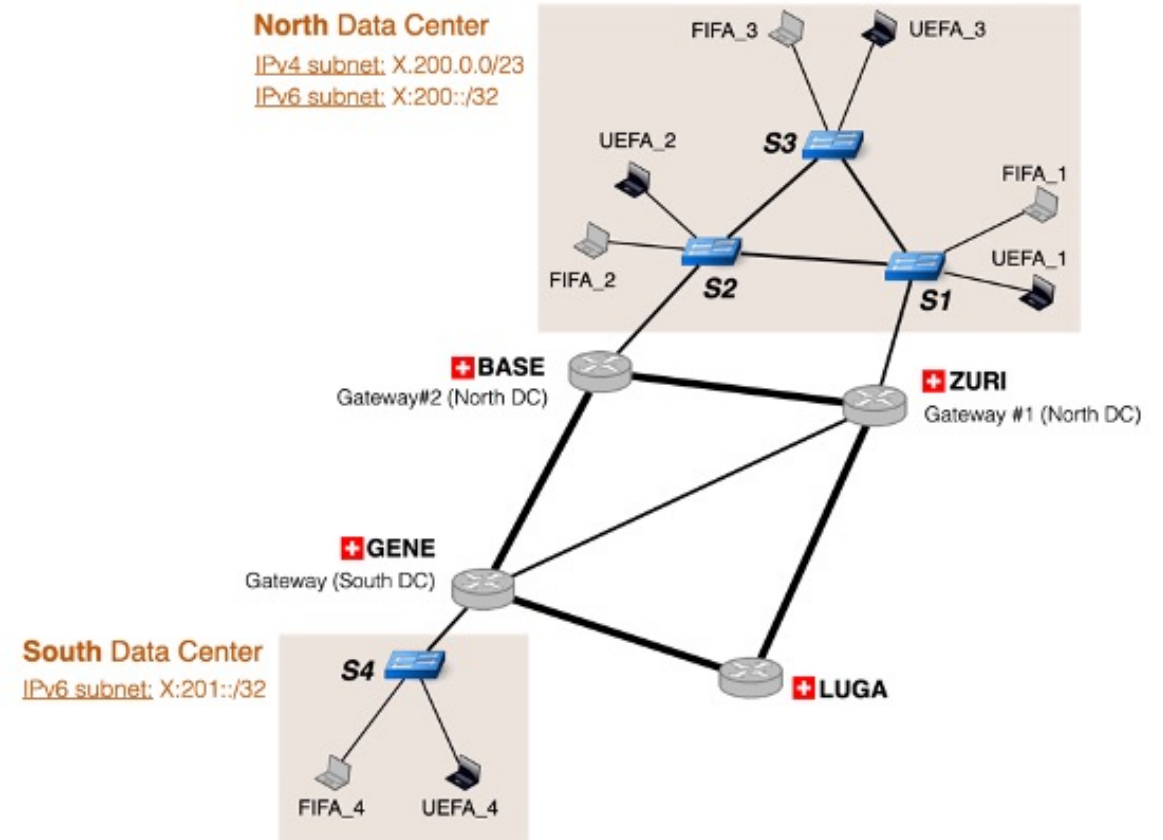 North Data Center
IPv4 subnet: X.200.0.0/23
IPv6 subnet: X:200::/32
FIFA_3
UEFA_3
S3
UEFA_2
FIFA_1
FIFA_2
UEFA_1
S2
S1
BASE
Gateway#2 (North DC)
ZURI
Gateway #1 (North DC)
GENE
Gateway (South DC)
South Data Center
IPv6 subnet: X:201::/32
S4
LUGA
FIFA_4
UEFA_4